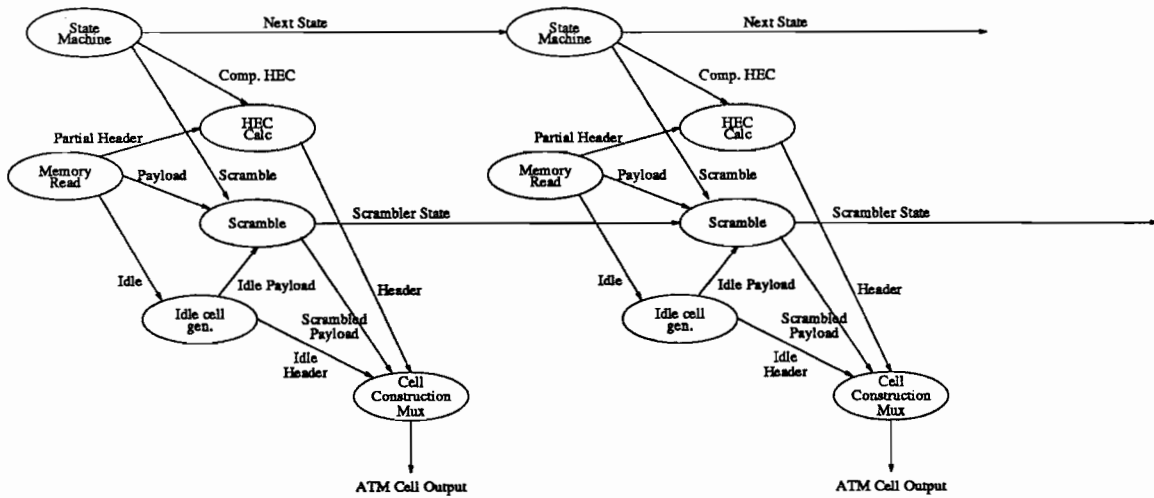 Next State
Next State
State
Machine
State
Machine
Comp. HEC
Comp. HEC
Partial Header
HEC
Calc
Partial Header
HEC
Calc
Memory
Read
Payload
Scramble
Memory
Read
Payload
Scramble
Scramble
Scrambler State
Scramble
Scrambler State
Idle
Idle Payload
Header
Idle
Idle Payload
Header
Idle cell
gen.
Scrambled
Payload
Idle cell
gen.
Scrambled
Payload
Idle
Header
Idle
Header
Cell
Construction
Mux
Cell
Construction
Mux
ATM Cell Output
ATM Cell Output